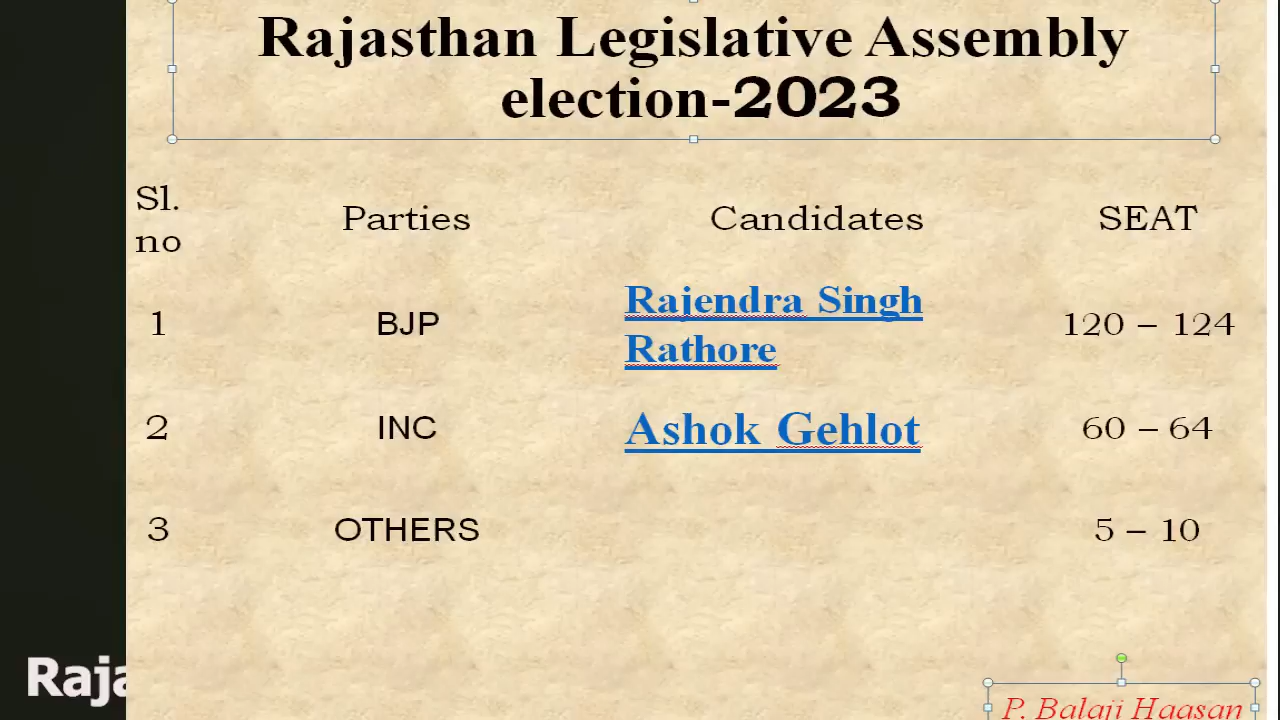 Rajasthan Legislative Assembly
election-2023
Sl.
no
Parties
Candidates
SEAT
1
BJP
Rajendra Singh
Rathore
120 – 124
2
INC
Ashok Gehlot
60 – 64
3
OTHERS
5 – 10
Raja
P. Balaji Haasan